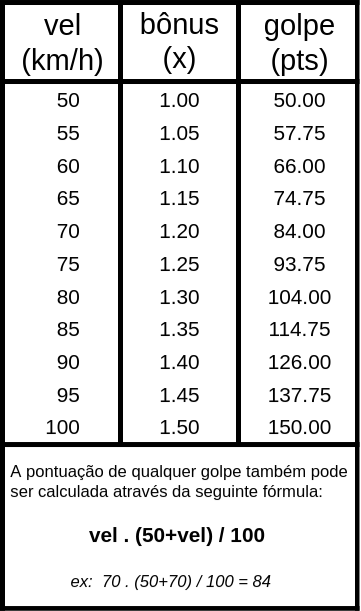 vel (km/h) bônus (x) golpe (pts)
50 1.00 50.00
55 1.05 57.75
60 1.10 66.00
65 1.15 74.75
70 1.20 84.00
75 1.25 93.75
80 1.30 104.00
85 1.35 114.75
90 1.40 126.00
95 1.45 137.75
100 1.50 150.00
A pontuação de qualquer golpe também pode
ser calculada através da seguinte fórmula:
vel . (50+vel) / 100
ex: 70 . (50+70) / 100 = 84